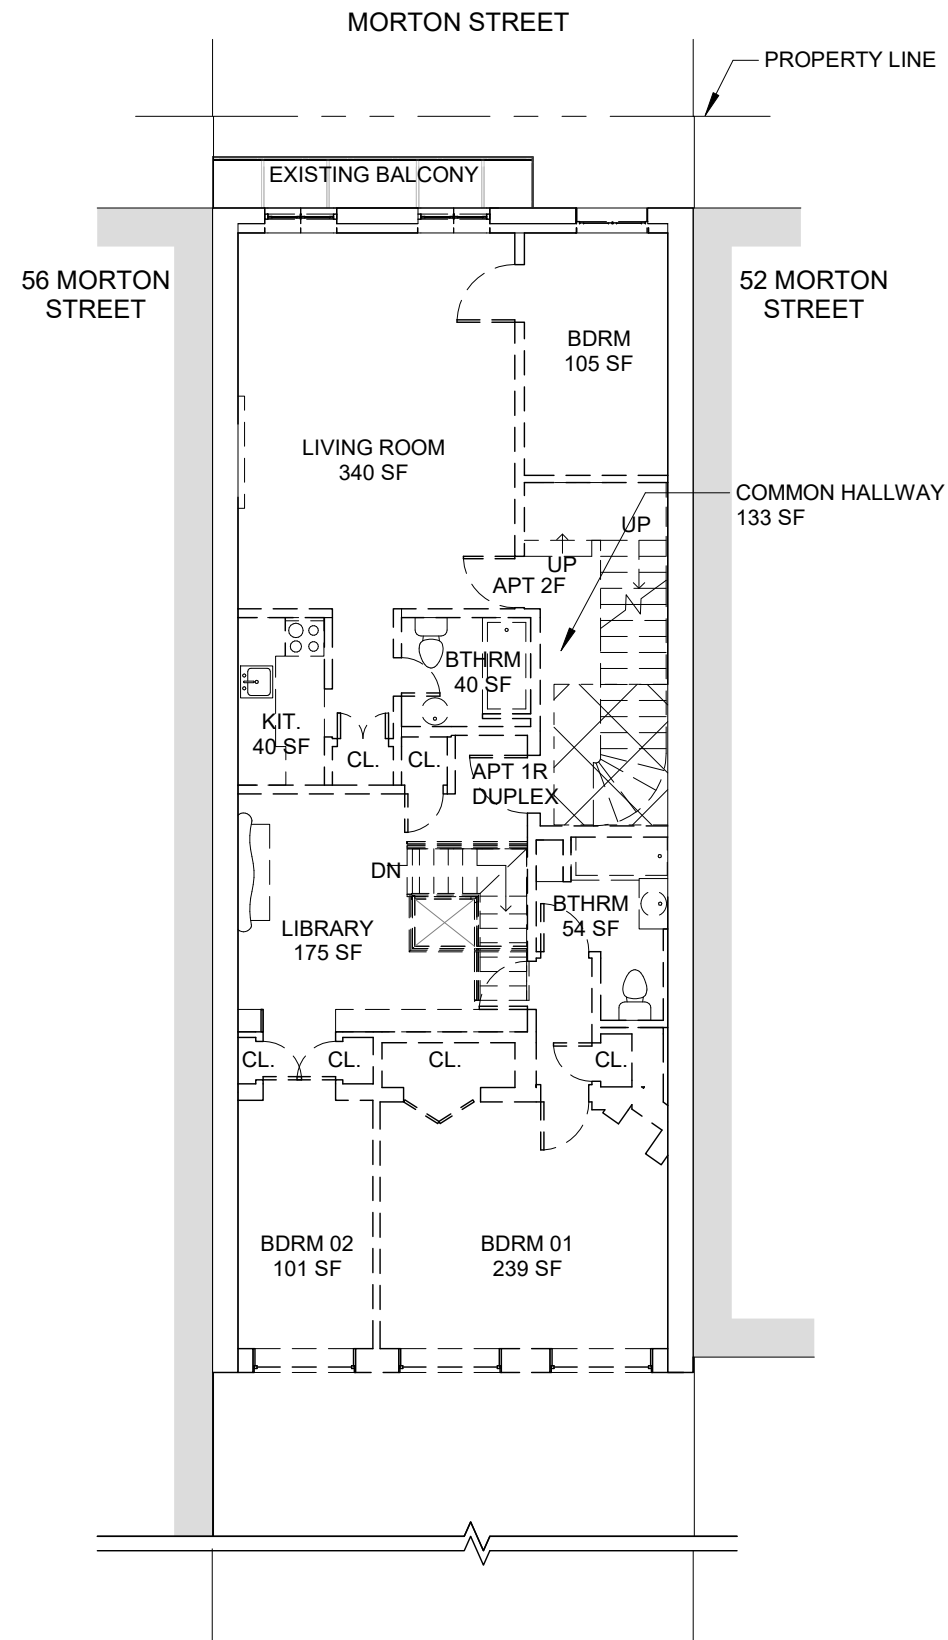 MORTON STREET
PROPERTY LINE
EXISTING BALCONY
56 MORTON
STREET
52 MORTON
STREET
BDRM
105 SF
LIVING ROOM
340 SF
COMMON HALLWAY
133 SF
UP
UP
APT 2F
BTHRM
40 SF
KIT.
40 SF
CL.
CL.
APT 1R
DUPLEX
DN
BTHRM
54 SF
LIBRARY
175 SF
CL.
CL.
CL.
CL.
BDRM 02
101 SF
BDRM 01
239 SF